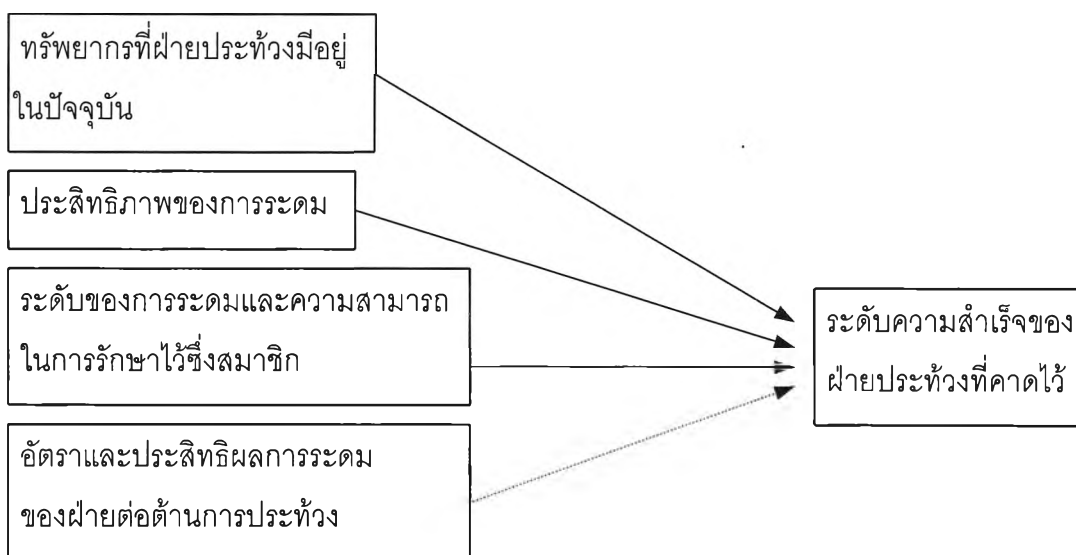 ทรัพยากรที่ฝ่ายประท้วงมีอยู่
ในปัจจุบัน
ประสิทธิภาพของการระดม
ระดับของการระดมและความสามารถ
ในการรักษาไว้ซึ่งสมาชิก
อัตราและประสิทธิผลการระดม
ของฝ่ายต่อต้านการประท้วง
ระดับความสำเร็จของ
ฝ่ายประท้วงที่คาดไว้